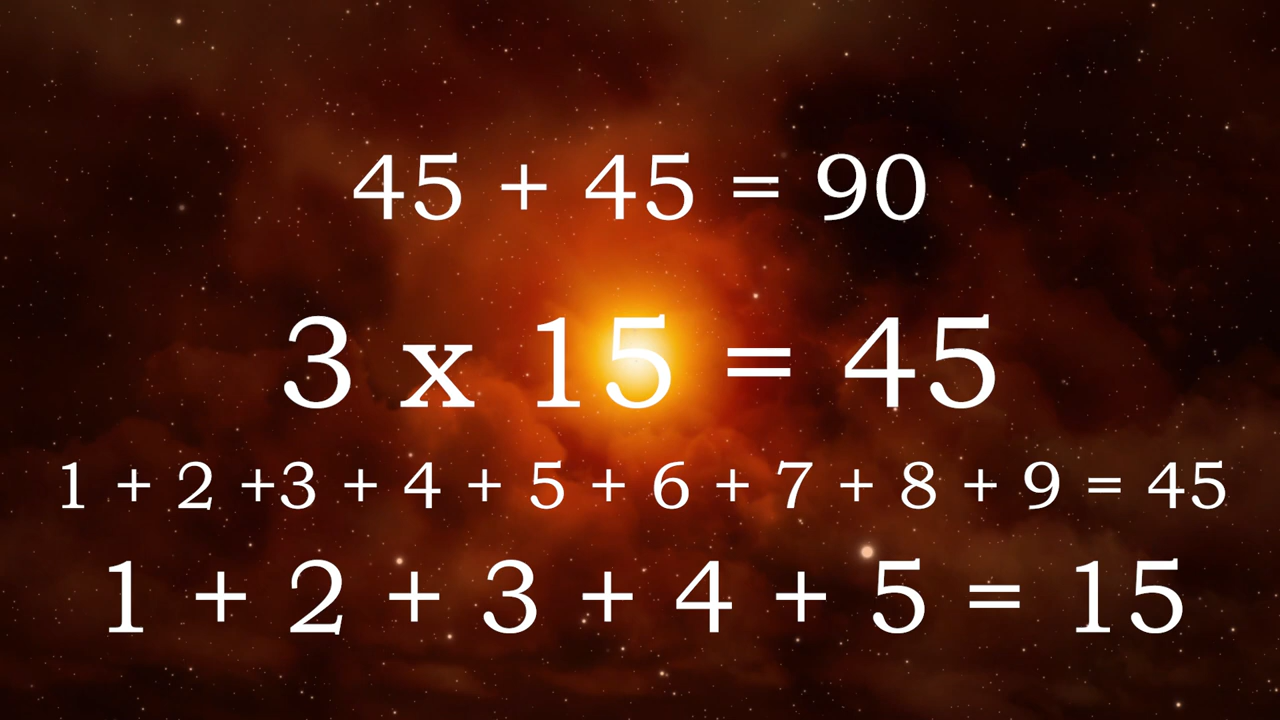 45 + 45 = 90
3 x 15 = 45
1 + 2 +3 + 4 + 5 + 6 + 7 + 8 + 9 = 45
1 + 2 + 3 + 4 + 5 = 15